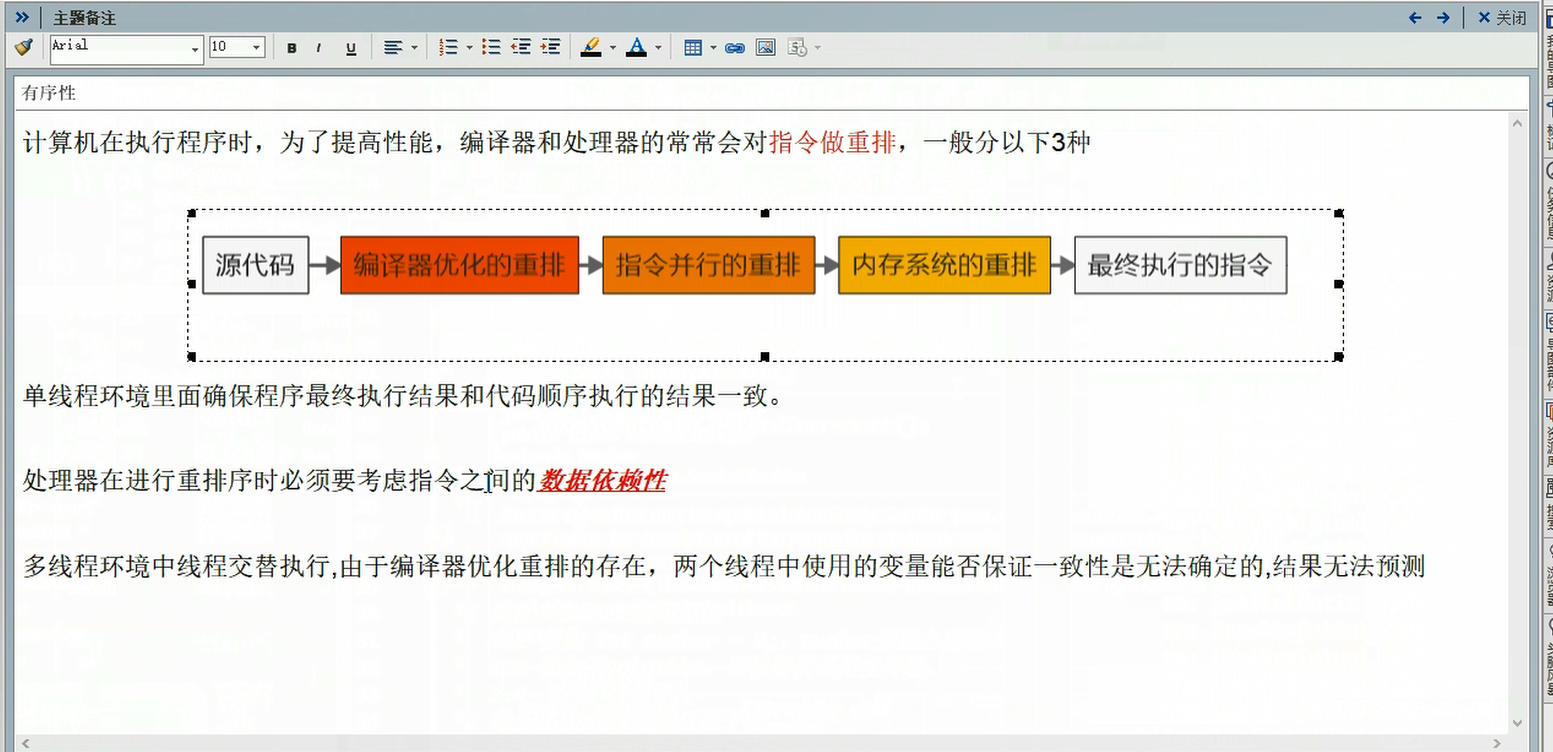 主题备注
关闭
Arial
10
B I U
有序性
计算机在执行程序时，为了提高性能，编译器和处理器的常常会对指令做重排，一般分以下3种
源代码
编译器优化的重排
指令并行的重排
内存系统的重排
最终执行的指令
单线程环境里面确保程序最终执行结果和代码顺序执行的结果一致。
处理器在进行重排序时必须要考虑指令之间的数据依赖性
多线程环境中线程交替执行,由于编译器优化重排的存在，两个线程中使用的变量能否保证一致性是无法确定的,结果无法预测